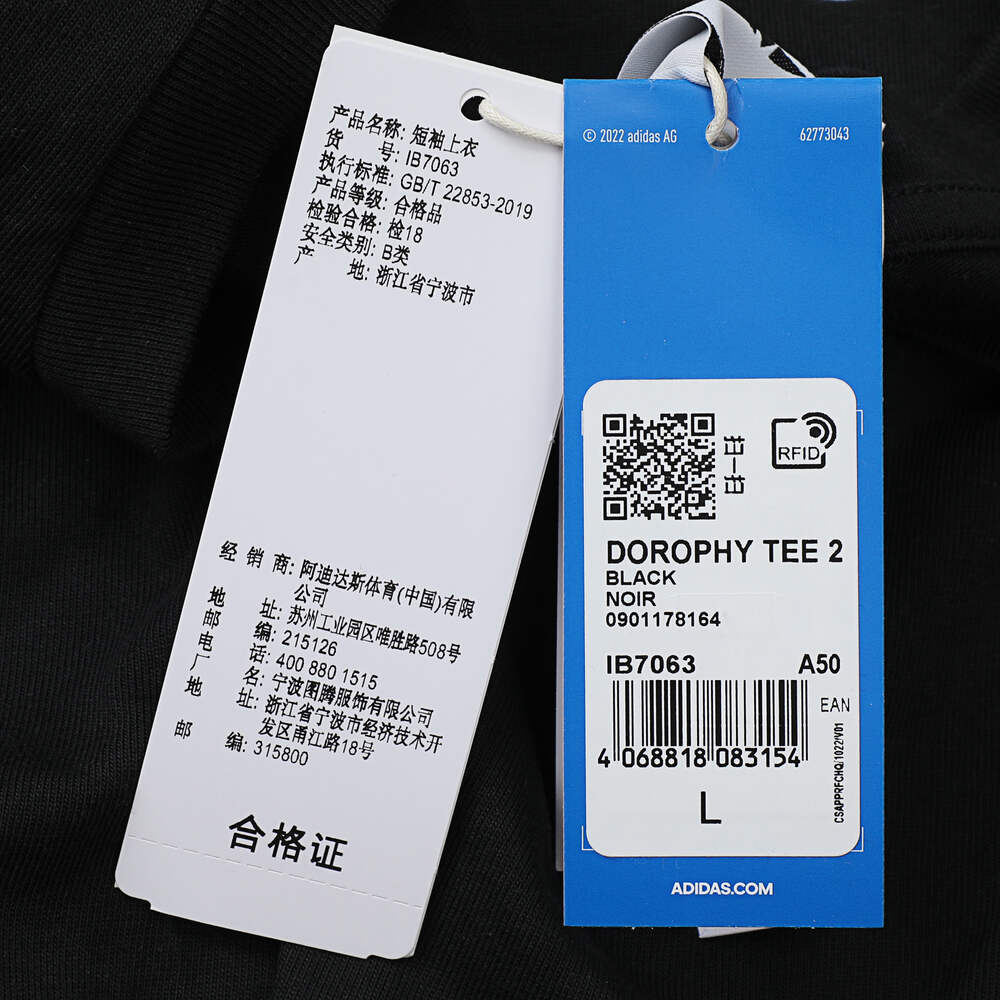 产品名称: 短袖上衣
货 号: IB7063
执行标准: GB/T 22853-2019
产品等级: 合格品
检验合格: 检18
安全类别: B类
产 地: 浙江省宁波市
经 销 商: 阿迪达斯体育(中国)有限
公司
地 址: 苏州工业园区唯胜路508号
邮 编: 215126
电 话: 400 880 1515
厂 名: 宁波图腾服饰有限公司
地 址: 浙江省宁波市经济技术开
发区甬江路18号
邮 编: 315800
合格证
© 2022 adidas AG 62773043
RFID
DOROPHY TEE 2
BLACK
NOIR
0901178164
IB7063 A50
EAN
4 068818 083154
L
CSAPPRFCHQ/1022/V01
ADIDAS.COM